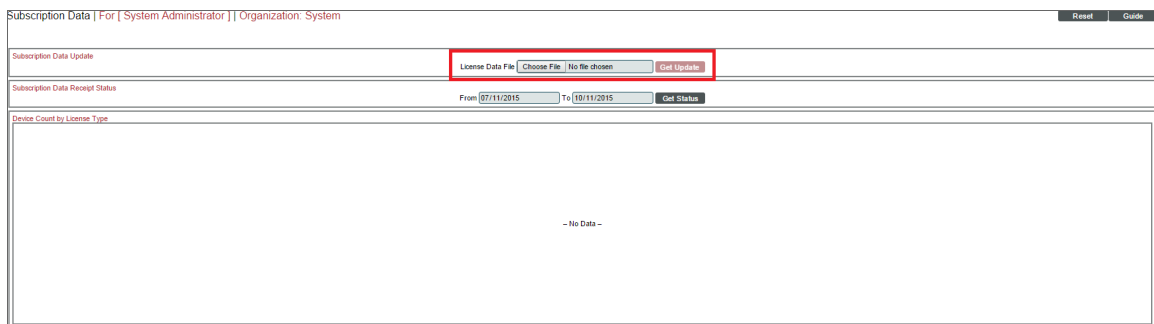 Subscription Data | For [ System Administrator ] | Organization: System Reset Guide
Subscription Data Update
License Data File Choose File No file chosen Get Update
Subscription Data Receipt Status
From 07/11/2015 To 10/11/2015 Get Status
Device Count by License Type
– No Data –